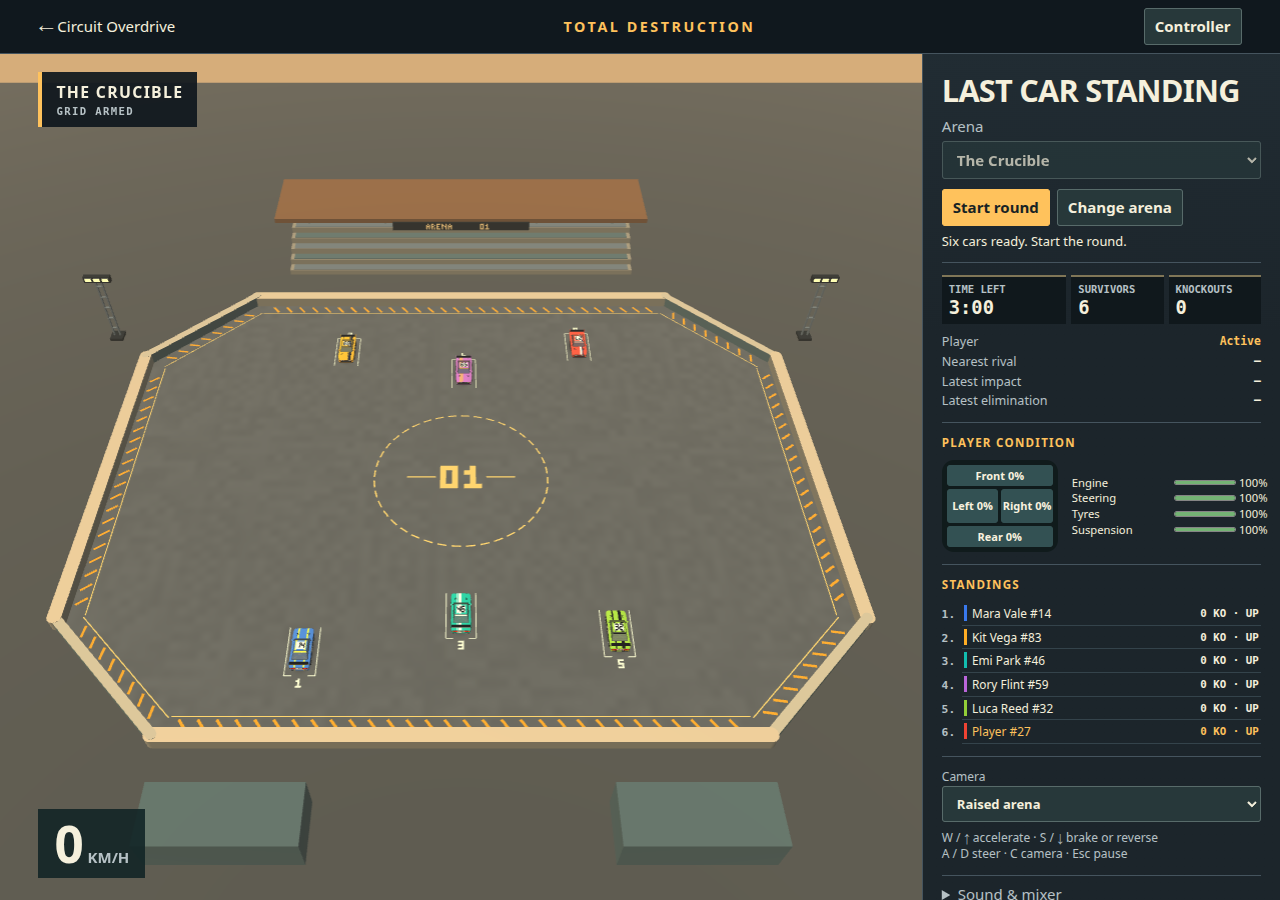 ← Circuit Overdrive
TOTAL DESTRUCTION
Controller
THE CRUCIBLE
GRID ARMED
ARENA 01
01
1
3
5
0 KM/H
LAST CAR STANDING
Arena
The Crucible
Start round
Change arena
Six cars ready. Start the round.
TIME LEFT
3:00
SURVIVORS
6
KNOCKOUTS
0
Player Active
Nearest rival –
Latest impact –
Latest elimination –
PLAYER CONDITION
Front 0%
Left 0%
Right 0%
Rear 0%
Engine 100%
Steering 100%
Tyres 100%
Suspension 100%
STANDINGS
1. Mara Vale #14 0 KO · UP
2. Kit Vega #83 0 KO · UP
3. Emi Park #46 0 KO · UP
4. Rory Flint #59 0 KO · UP
5. Luca Reed #32 0 KO · UP
6. Player #27 0 KO · UP
Camera
Raised arena
W / ↑ accelerate · S / ↓ brake or reverse
A / D steer · C camera · Esc pause
▶ Sound & mixer